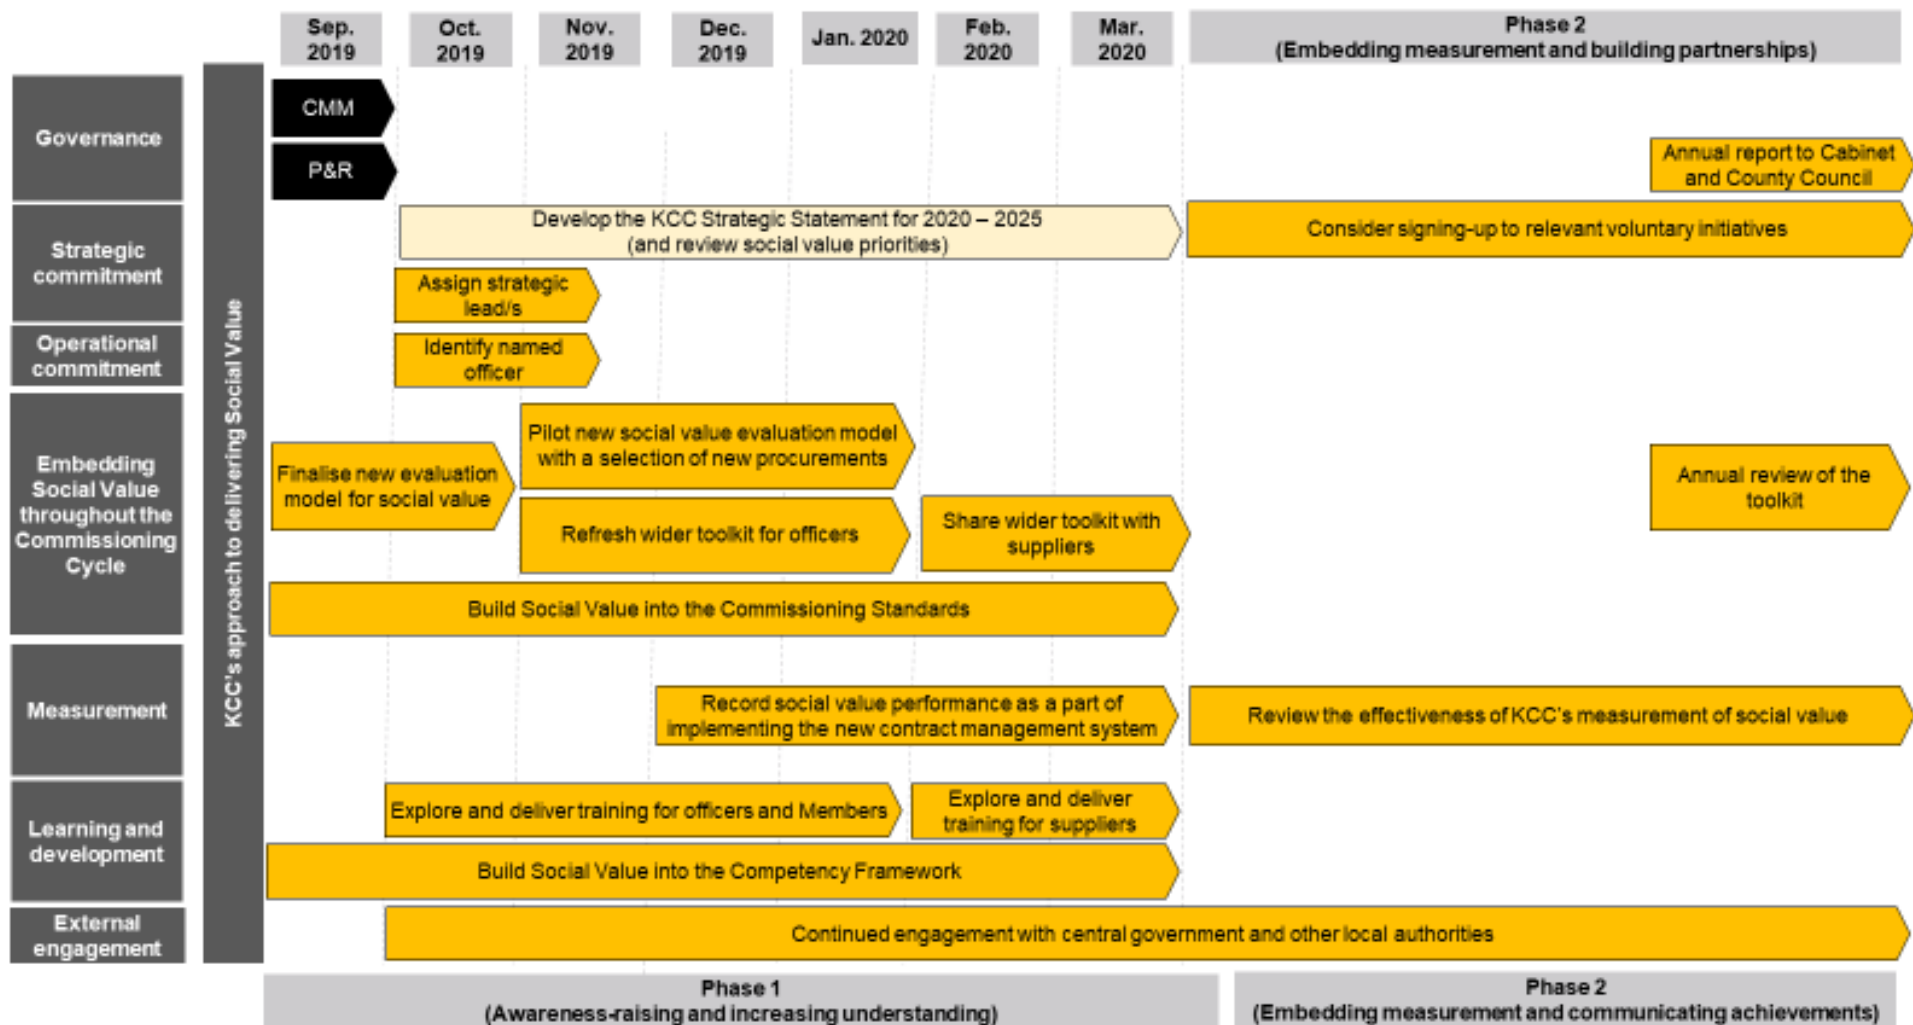 Sep.
2019
Oct.
2019
Nov.
2019
Dec.
2019
Jan. 2020
Feb.
2020
Mar.
2020
Phase 2
(Embedding measurement and building partnerships)
KCC's approach to delivering Social Value
Governance
CMM
P&R
Annual report to Cabinet
and County Council
Strategic
commitment
Develop the KCC Strategic Statement for 2020 – 2025
(and review social value priorities)
Consider signing-up to relevant voluntary initiatives
Assign strategic
lead/s
Operational
commitment
Identify named
officer
Embedding
Social Value
throughout the
Commissioning
Cycle
Finalise new evaluation
model for social value
Pilot new social value evaluation model
with a selection of new procurements
Refresh wider toolkit for officers
Share wider toolkit with
suppliers
Annual review of the
toolkit
Build Social Value into the Commissioning Standards
Measurement
Record social value performance as a part of
implementing the new contract management system
Review the effectiveness of KCC's measurement of social value
Learning and
development
Explore and deliver training for officers and Members
Explore and deliver
training for suppliers
Build Social Value into the Competency Framework
External
engagement
Continued engagement with central government and other local authorities
Phase 1
(Awareness-raising and increasing understanding)
Phase 2
(Embedding measurement and communicating achievements)